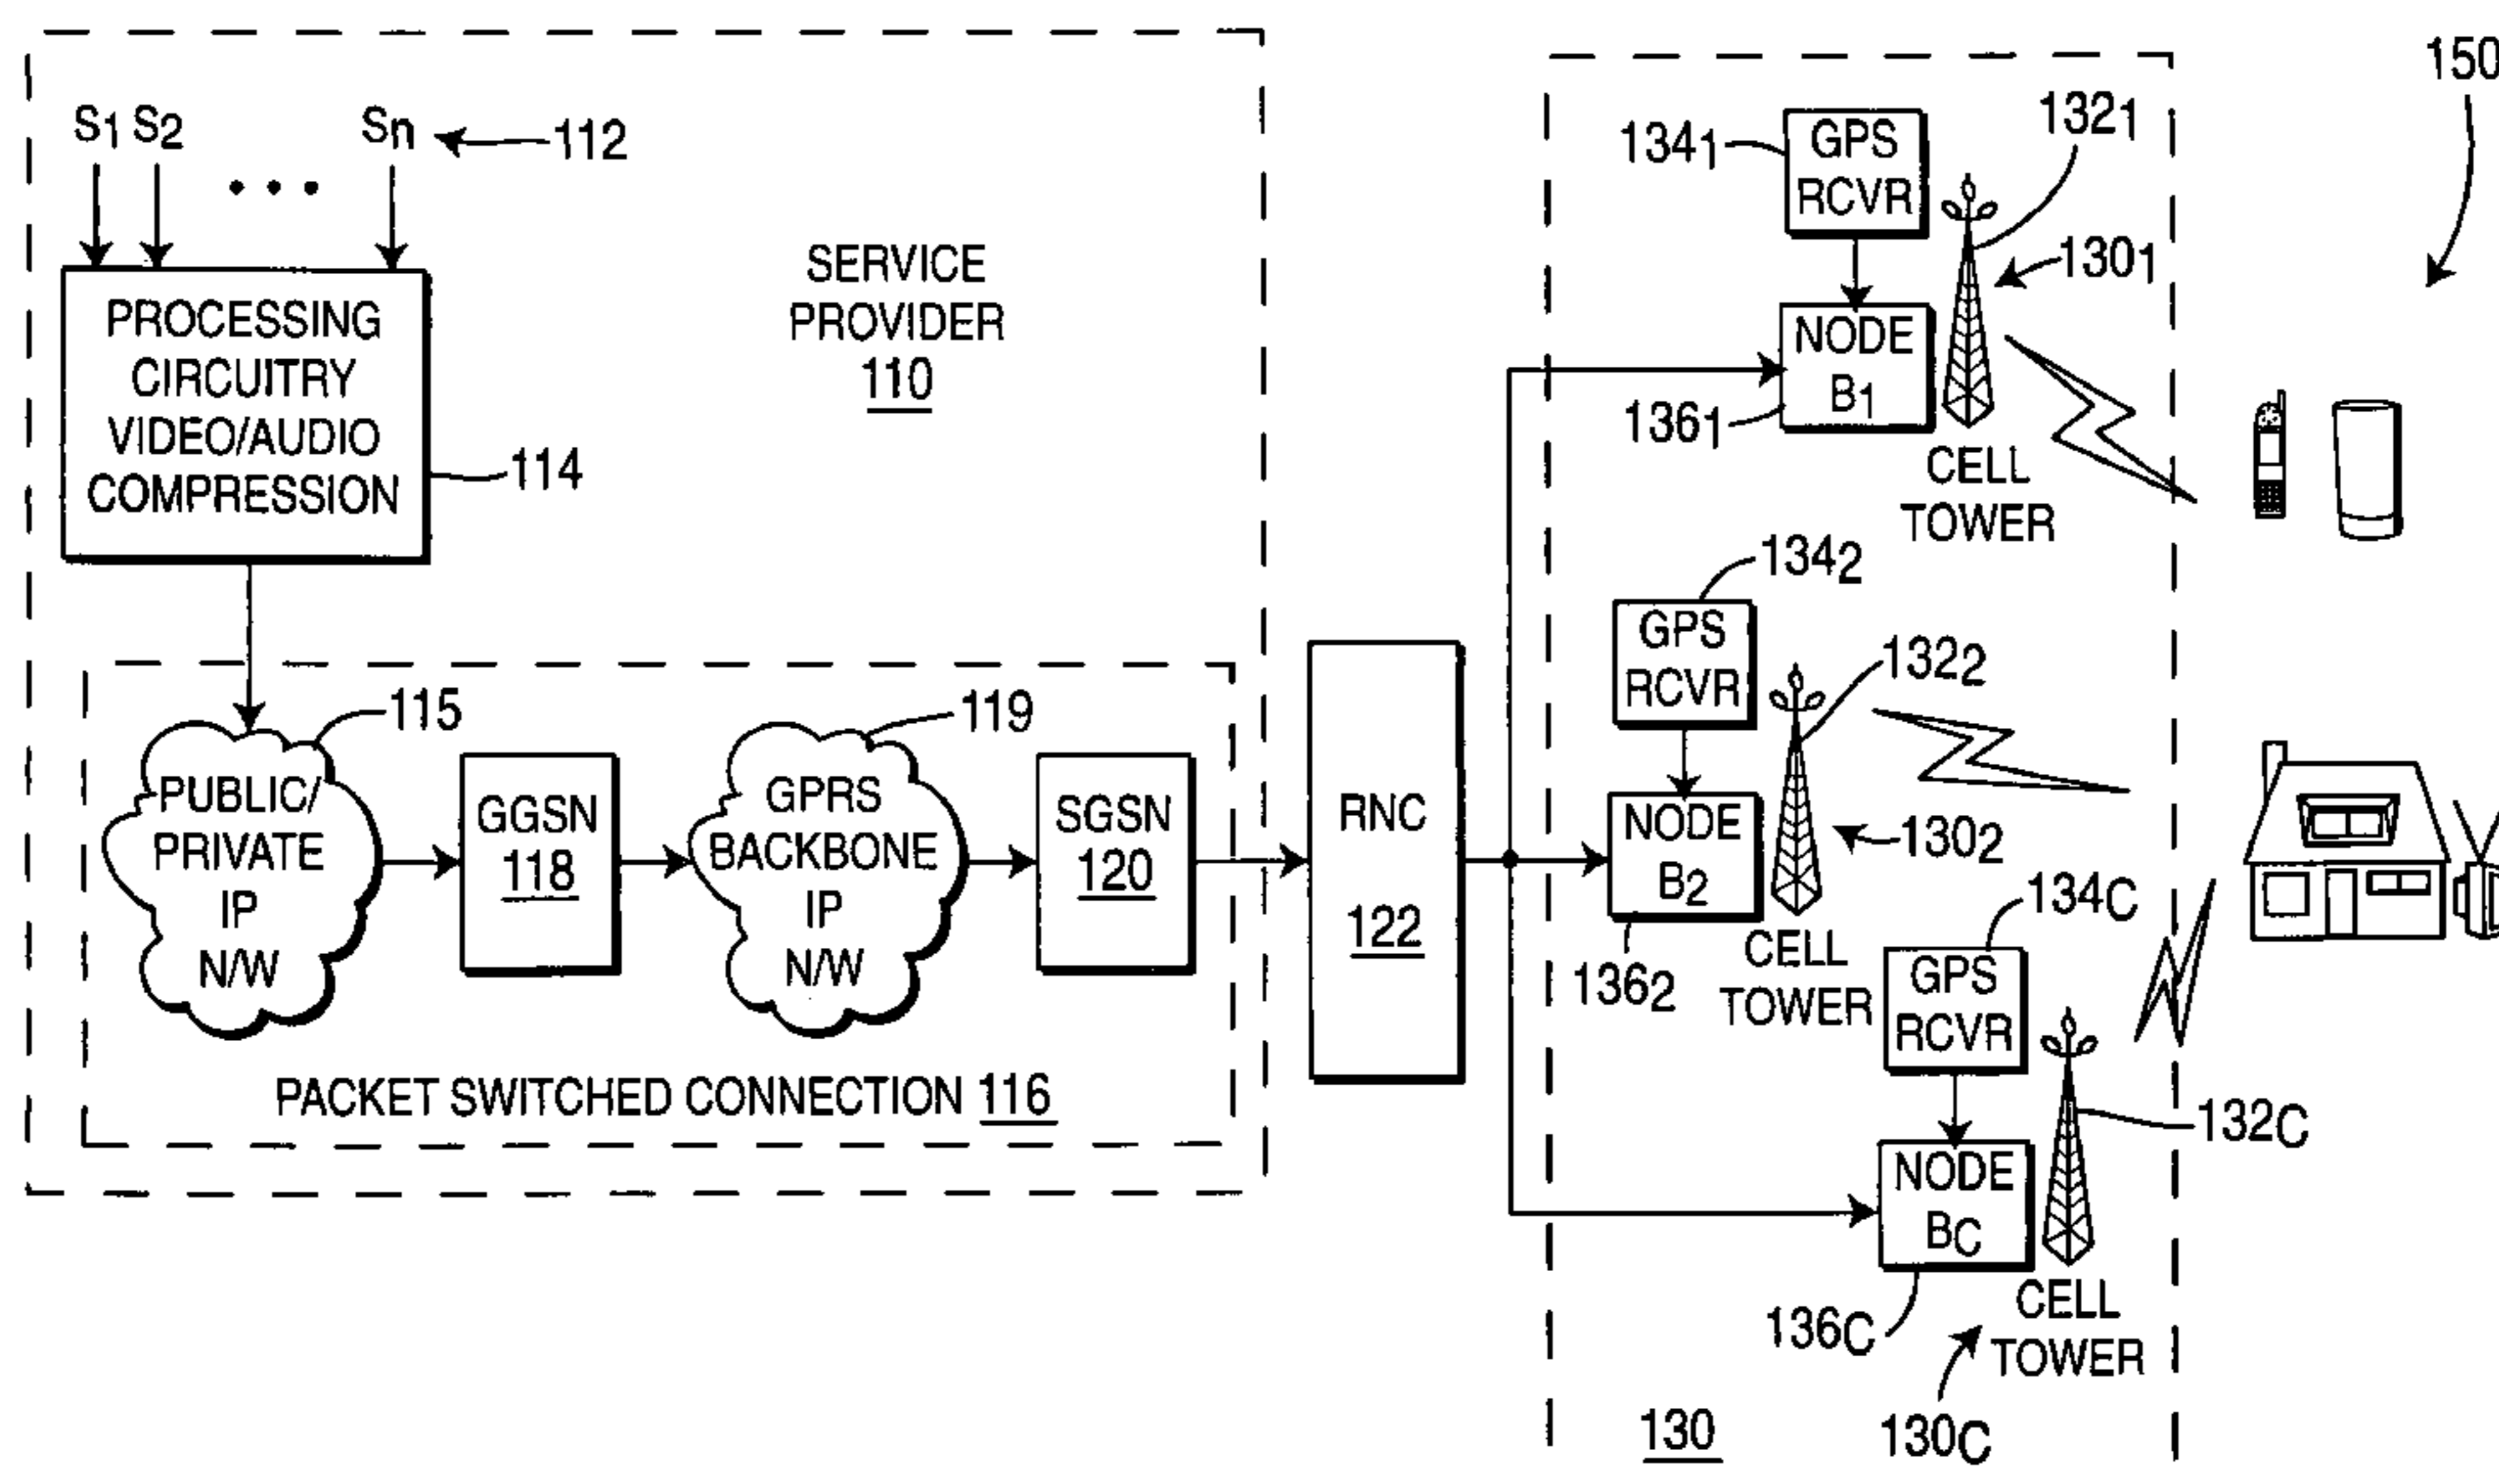 S1 S2 ... Sn 112
PROCESSING
CIRCUITRY
VIDEO/AUDIO
COMPRESSION
114
SERVICE
PROVIDER
110
115
PUBLIC/
PRIVATE
IP
N/W
GGSN
118
119
GPRS
BACKBONE
IP
N/W
SGSN
120
PACKET SWITCHED CONNECTION 116
RNC
122
1341
GPS
RCVR
1321
1301
NODE
B1
1361
CELL
TOWER
150
1342
GPS
RCVR
1322
NODE
B2
1302
1362
CELL
TOWER
134C
GPS
RCVR
132C
NODE
BC
136C
CELL
TOWER
130C
130